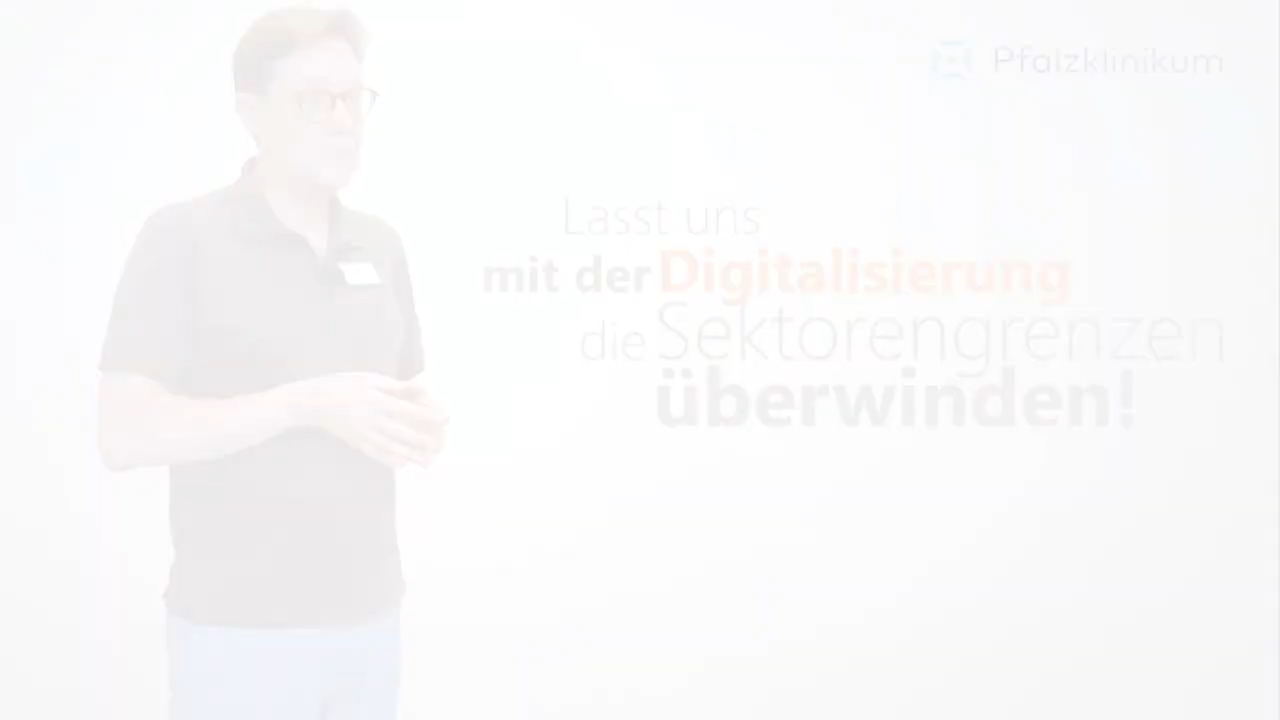 Pfalzklinikum
Lasst uns
mit der Digitalisierung
die Sektorengrenzen
überwinden!